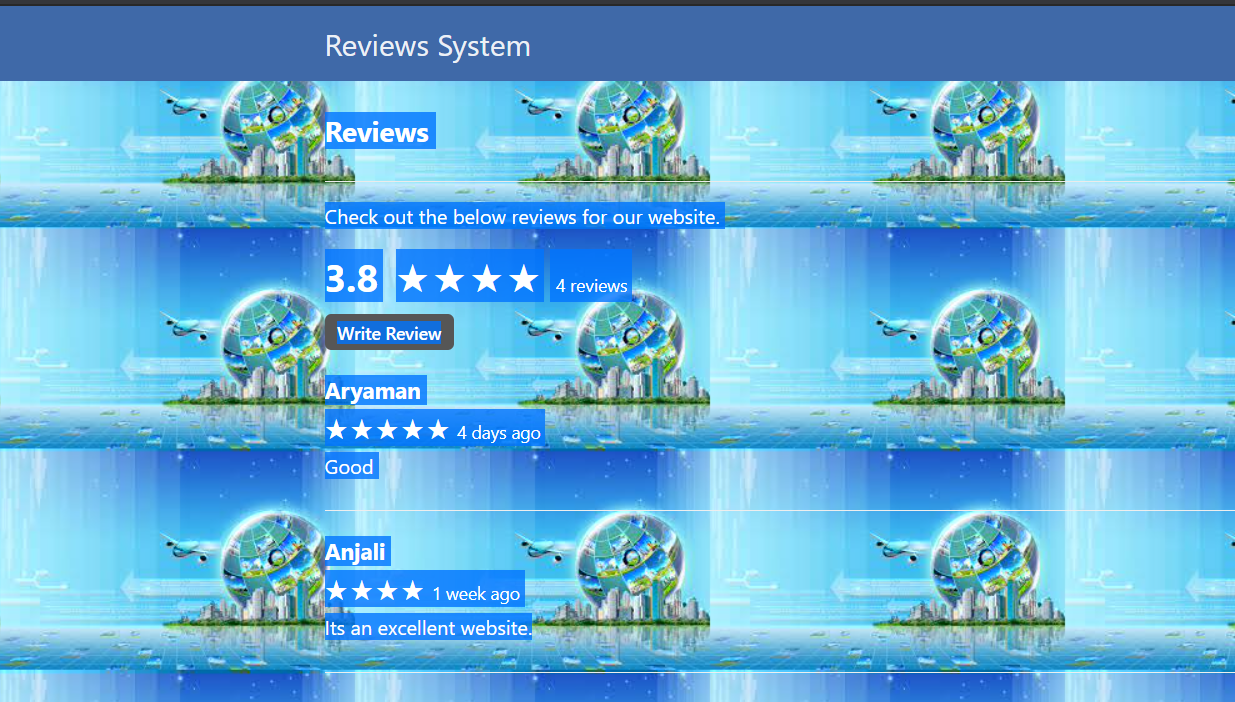 Reviews System
Reviews
Check out the below reviews for our website.
3.8 ★★★★ 4 reviews
Write Review
Aryaman
★★★★★ 4 days ago
Good
Anjali
★★★★ 1 week ago
Its an excellent website.